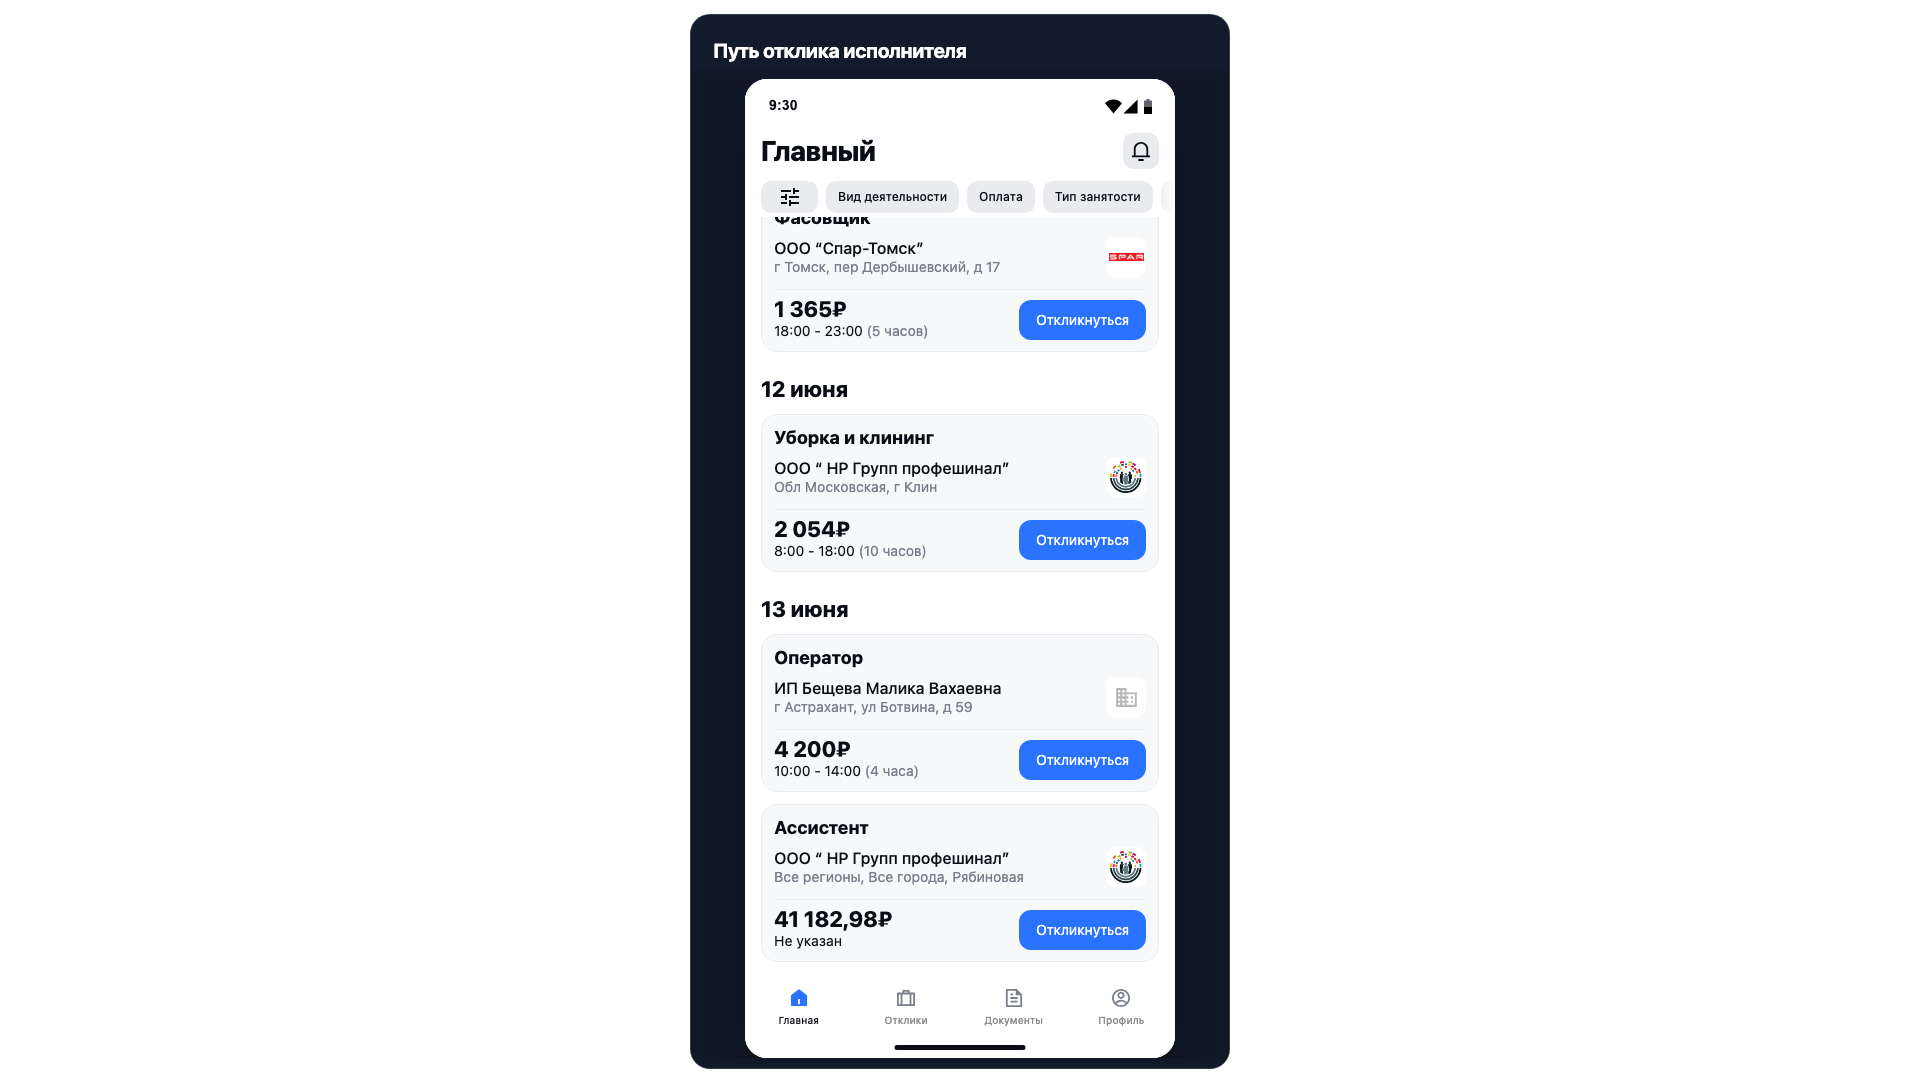 Путь отклика исполнителя
9:30
Главный
Вид деятельности
Оплата
Тип занятости
Фасовщик
ООО “Спар-Томск”
г Томск, пер Дербышевский, д 17
SPAR
1 365₽
18:00 - 23:00 (5 часов)
Откликнуться
12 июня
Уборка и клининг
ООО “ НР Групп профешинал”
Обл Московская, г Клин
2 054₽
8:00 - 18:00 (10 часов)
Откликнуться
13 июня
Оператор
ИП Бещева Малика Вахаевна
г Астрахант, ул Ботвина, д 59
4 200₽
10:00 - 14:00 (4 часа)
Откликнуться
Ассистент
ООО “ НР Групп профешинал”
Все регионы, Все города, Рябиновая
41 182,98₽
Не указан
Откликнуться
Главная
Отклики
Документы
Профиль